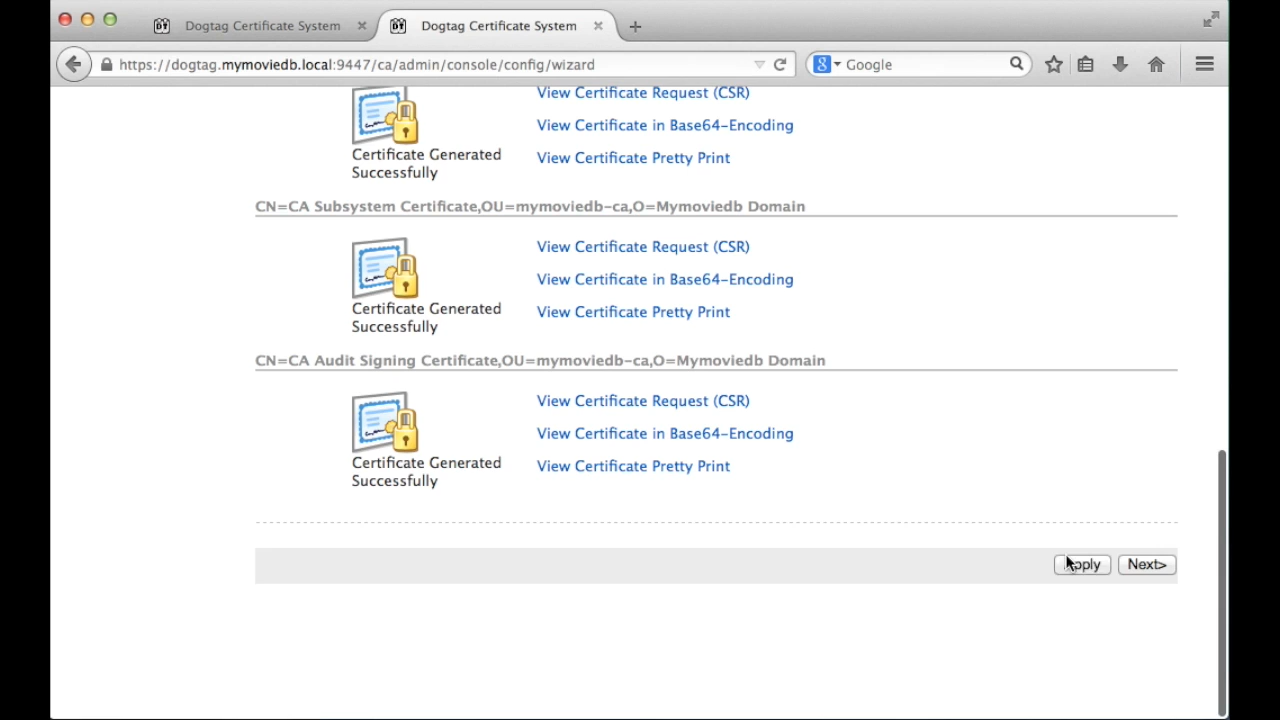 Dogtag Certificate System
Dogtag Certificate System
https://dogtag.mymoviedb.local:9447/ca/admin/console/config/wizard
Google
View Certificate Request (CSR)
View Certificate in Base64-Encoding
Certificate Generated Successfully
View Certificate Pretty Print
CN=CA Subsystem Certificate,OU=mymoviedb-ca,O=Mymoviedb Domain
View Certificate Request (CSR)
View Certificate in Base64-Encoding
Certificate Generated Successfully
View Certificate Pretty Print
CN=CA Audit Signing Certificate,OU=mymoviedb-ca,O=Mymoviedb Domain
View Certificate Request (CSR)
View Certificate in Base64-Encoding
Certificate Generated Successfully
View Certificate Pretty Print
Apply
Next>